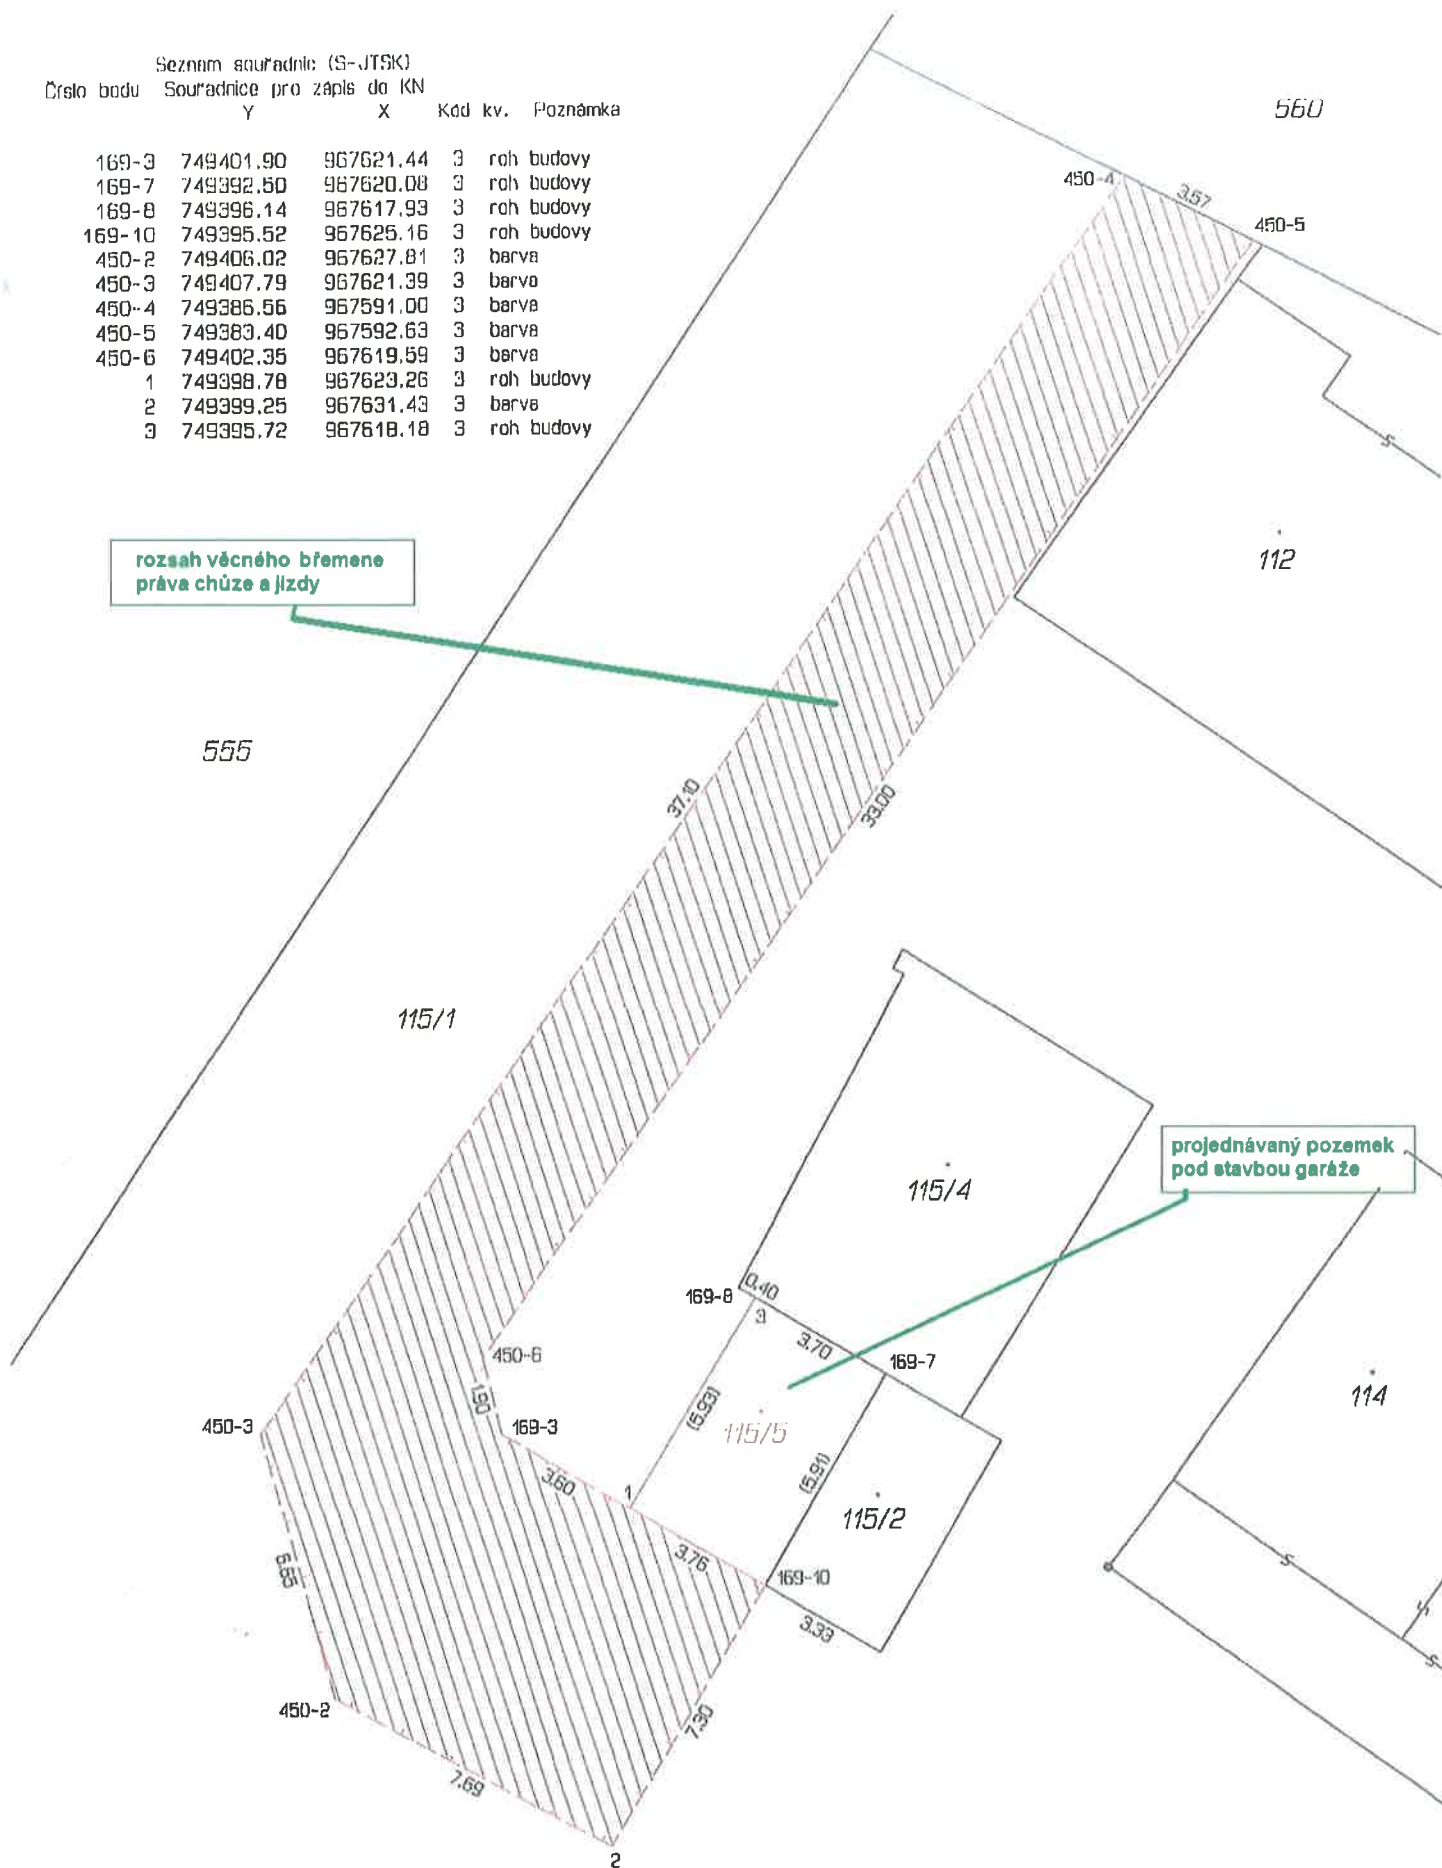 Seznam souřadnic (S-JTSK)
Číslo bodu Souřadnice pro zápis do KN
Y X Kód kv. Poznámka
169-3 749401.90 967621.44 3 roh budovy
169-7 749392.50 967620.08 3 roh budovy
169-8 749396.14 967617.93 3 roh budovy
169-10 749395.52 967625.16 3 roh budovy
450-2 749406.02 967627.81 3 barva
450-3 749407.79 967621.39 3 barva
450-4 749386.56 967591.00 3 barva
450-5 749383.40 967592.63 3 barva
450-6 749402.35 967619.59 3 barva
1 749398.78 967623.26 3 roh budovy
2 749399.25 967631.43 3 barva
3 749395.72 967618.18 3 roh budovy
560
450-4
3.57
450-5
S
112
rozsah věcného břemene
práva chůze a jízdy
555
37.10
33.00
115/1
projednávaný pozemek
pod stavbou garáže
115/4
169-8
0.40
3
3.70
169-7
450-6
1.90
(5.93)
115/5
(5.91)
114
450-3
169-3
3.60
1
115/2
3.76
169-10
3.33
6.65
S
S
S
450-2
7.30
7.69
2